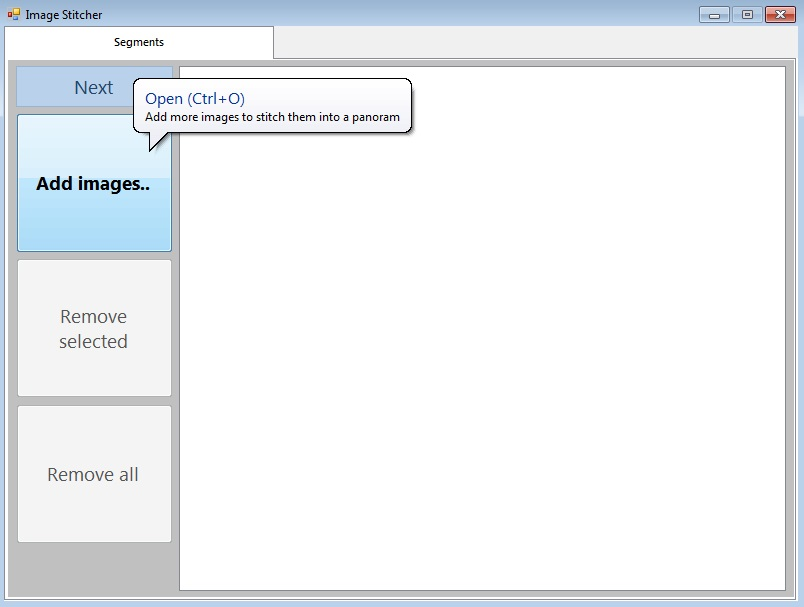 Image Stitcher
Segments
Next
Open (Ctrl+O)
Add more images to stitch them into a panoram
Add images..
Remove
selected
Remove all